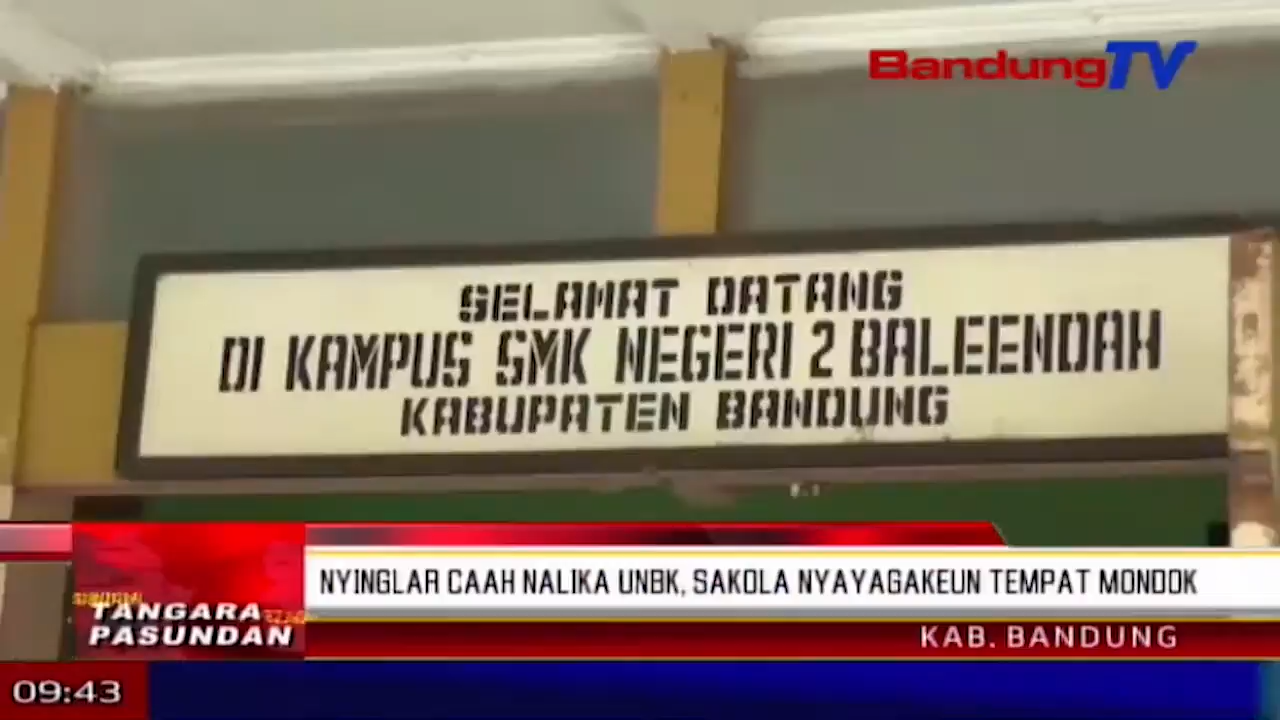 BandungTV
SELAMAT DATANG
DI KAMPUS SMK NEGERI 2 BALEENDAH
KABUPATEN BANDUNG
NYINGLAR CAAH NALIKA UNBK, SAKOLA NYAYAGAKEUN TEMPAT MONDOK
TANGARA
PASUNDAN
KAB. BANDUNG
09:43